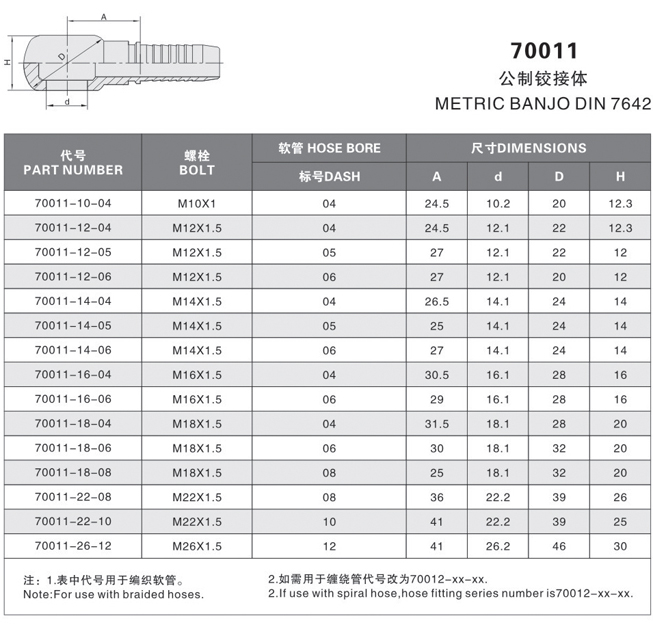 A
H
D
d
70011
公制铰接体
METRIC BANJO DIN 7642
代号 螺栓 软管 HOSE BORE 尺寸DIMENSIONS
PART NUMBER BOLT 标号DASH A d D H
70011-10-04 M10X1 04 24.5 10.2 20 12.3
70011-12-04 M12X1.5 04 24.5 12.1 22 12.3
70011-12-05 M12X1.5 05 27 12.1 22 12
70011-12-06 M12X1.5 06 27 12.1 20 12
70011-14-04 M14X1.5 04 26.5 14.1 24 14
70011-14-05 M14X1.5 05 25 14.1 24 14
70011-14-06 M14X1.5 06 27 14.1 24 14
70011-16-04 M16X1.5 04 30.5 16.1 28 16
70011-16-06 M16X1.5 06 29 16.1 28 16
70011-18-04 M18X1.5 04 31.5 18.1 28 20
70011-18-06 M18X1.5 06 30 18.1 32 20
70011-18-08 M18X1.5 08 25 18.1 32 20
70011-22-08 M22X1.5 08 36 22.2 39 26
70011-22-10 M22X1.5 10 41 22.2 39 25
70011-26-12 M26X1.5 12 41 26.2 46 30
注：1.表中代号用于编织软管。 2.如需用于缠绕管代号改为70012-xx-xx.
Note:For use with braided hoses. 2.If use with spiral hose,hose fitting series number is70012-xx-xx.